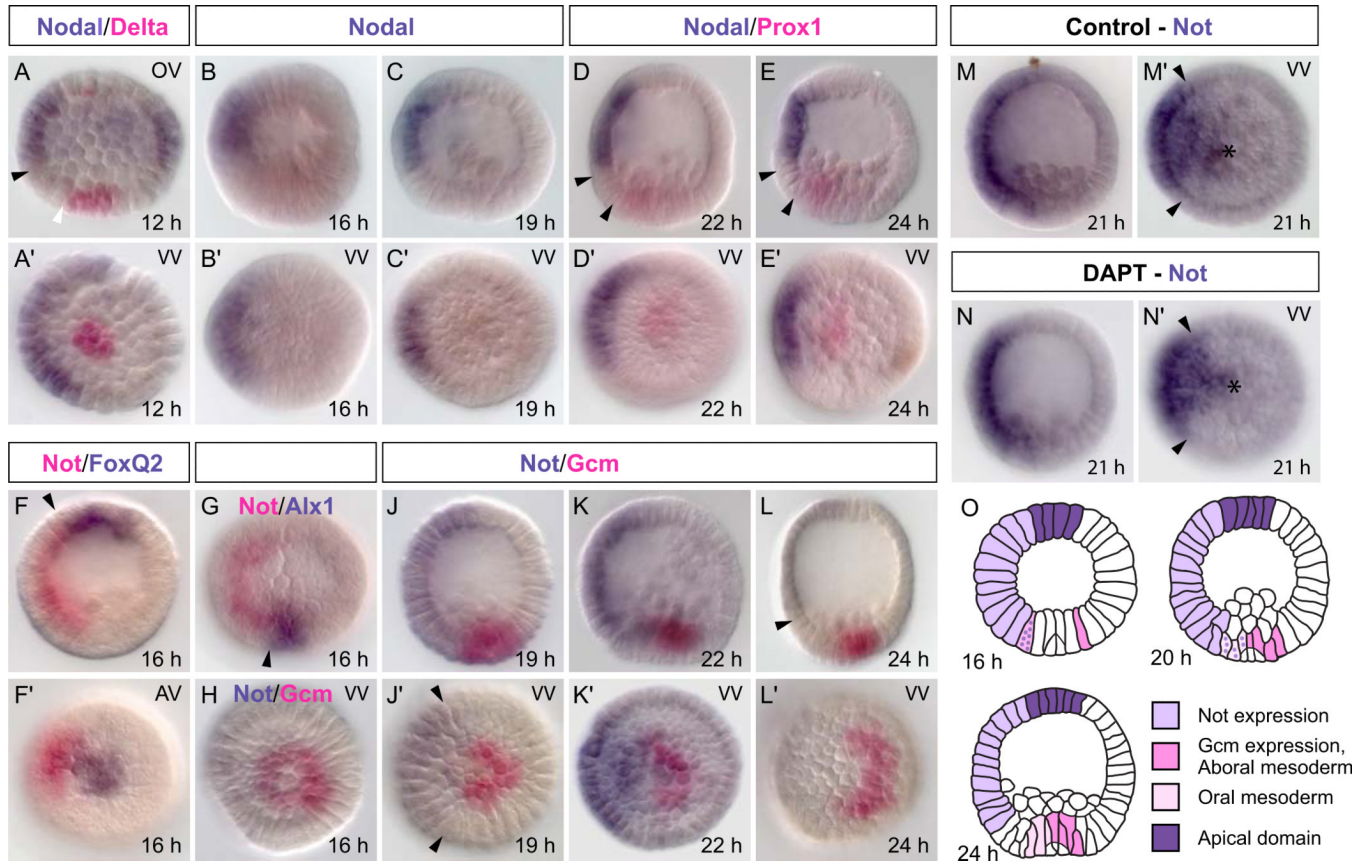 Nodal/Delta
Nodal
Nodal/Prox1
Control - Not
A
OV
12 h
B
16 h
C
19 h
D
22 h
E
24 h
M
21 h
M'
VV
*
21 h
A'
VV
12 h
B'
VV
16 h
C'
VV
19 h
D'
VV
22 h
E'
VV
24 h
DAPT - Not
N
21 h
N'
VV
*
21 h
Not/FoxQ2
Not/Gcm
F
16 h
G
Not/Alx1
16 h
J
19 h
K
22 h
L
24 h
F'
AV
16 h
H
Not/Gcm
VV
16 h
J'
VV
19 h
K'
VV
22 h
L'
VV
24 h
O
16 h
20 h
24 h
Not expression
Gcm expression,
Aboral mesoderm
Oral mesoderm
Apical domain